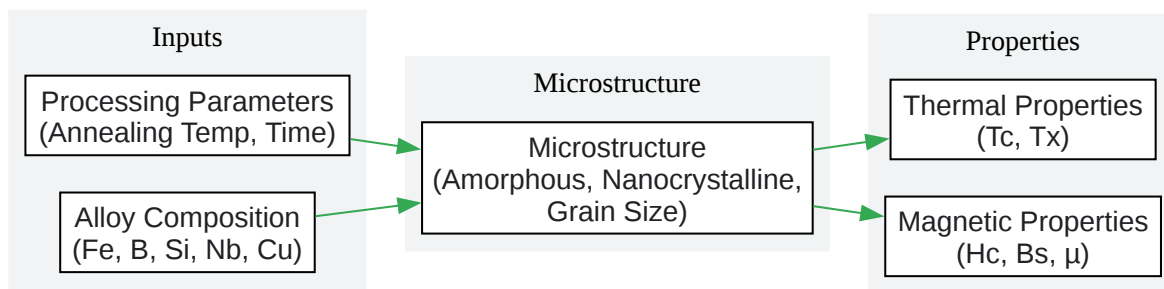 Inputs
Processing Parameters
(Annealing Temp, Time)
Alloy Composition
(Fe, B, Si, Nb, Cu)
Microstructure
Microstructure
(Amorphous, Nanocrystalline,
Grain Size)
Properties
Thermal Properties
(Tc, Tx)
Magnetic Properties
(Hc, Bs, μ)